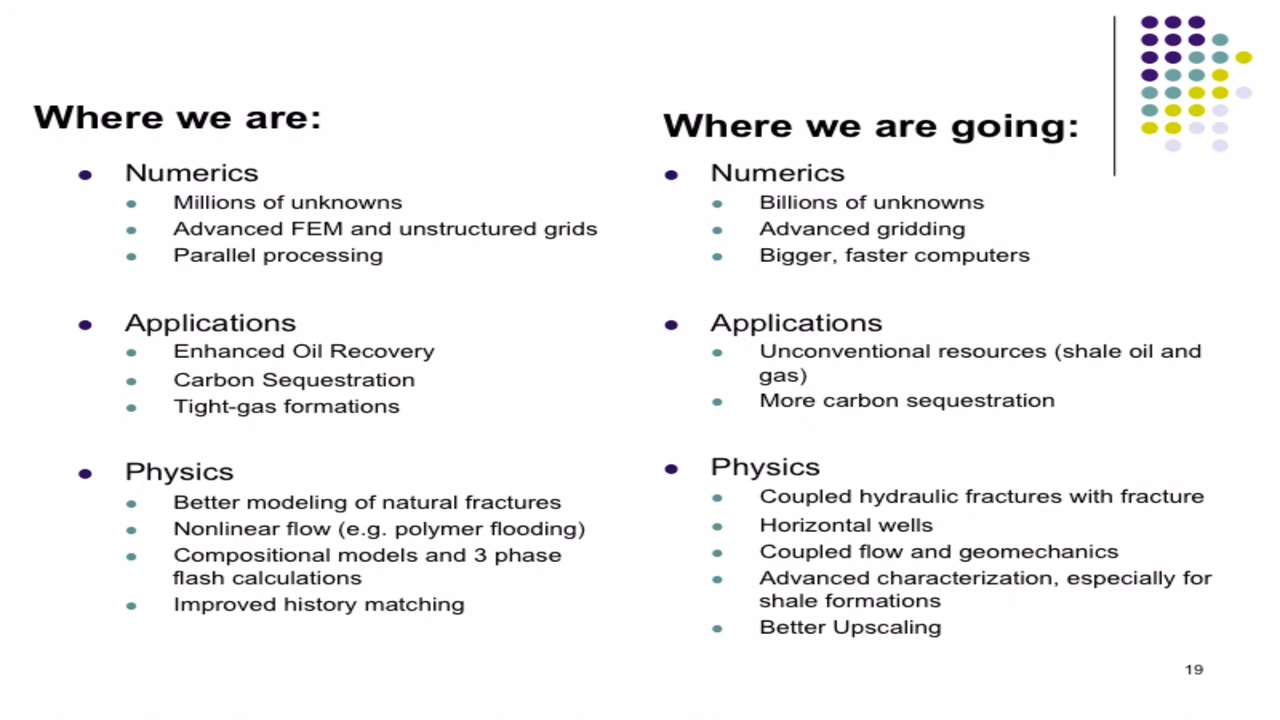 Where we are:
Numerics
Millions of unknowns
Advanced FEM and unstructured grids
Parallel processing
Applications
Enhanced Oil Recovery
Carbon Sequestration
Tight-gas formations
Physics
Better modeling of natural fractures
Nonlinear flow (e.g. polymer flooding)
Compositional models and 3 phase
flash calculations
Improved history matching
Where we are going:
Numerics
Billions of unknowns
Advanced gridding
Bigger, faster computers
Applications
Unconventional resources (shale oil and
gas)
More carbon sequestration
Physics
Coupled hydraulic fractures with fracture
Horizontal wells
Coupled flow and geomechanics
Advanced characterization, especially for
shale formations
Better Upscaling
19